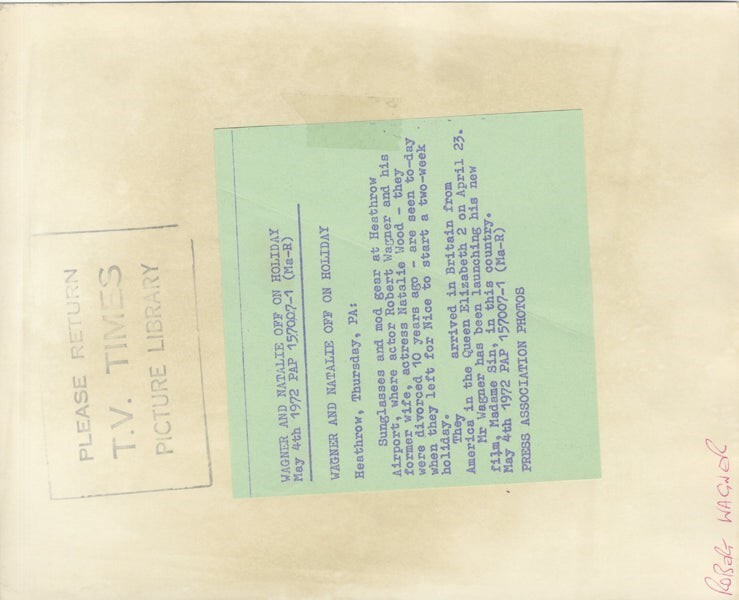 PLEASE RETURN
T.V. TIMES
PICTURE LIBRARY
WAGNER AND NATALIE OFF ON HOLIDAY
May 4th 1972 PAP 157007-1 (Ma-R)
WAGNER AND NATALIE OFF ON HOLIDAY
Heathrow, Thursday, PA:
Sunglasses and mod gear at Heathrow
Airport, where actor Robert Wagner and his
former wife, actress Natalie Wood - they
were divorced 10 years ago - are seen to-day
when they left for Nice to start a two-week
holiday.
They arrived in Britain from
America in the Queen Elizabeth 2 on April 23.
Mr Wagner has been launching his new
film, Madame Sin, in this country.
May 4th 1972 PAP 157007-1 (Ma-R)
PRESS ASSOCIATION PHOTOS
ROBERT WAGNER